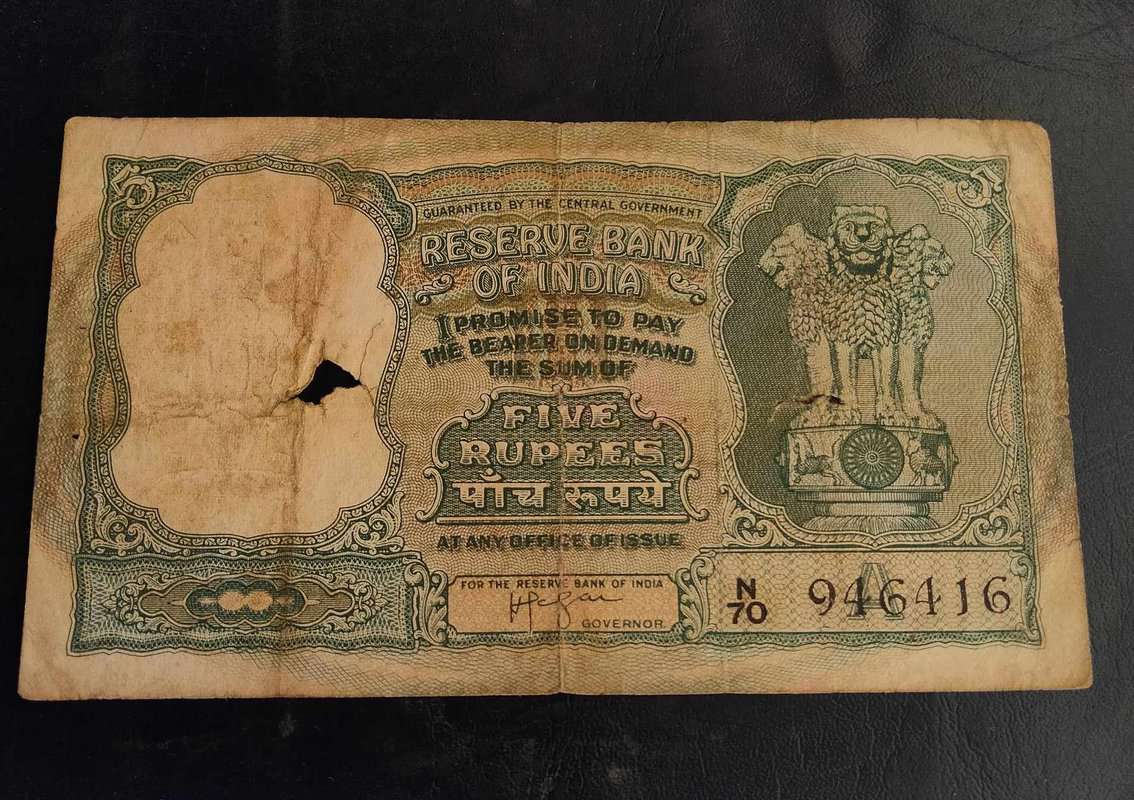 5
5
GUARANTEED BY THE CENTRAL GOVERNMENT
RESERVE BANK
OF INDIA
I PROMISE TO PAY
THE BEARER ON DEMAND
THE SUM OF
FIVE
RUPEES
पाँच रूपये
AT ANY OFFICE OF ISSUE
FOR THE RESERVE BANK OF INDIA
GOVERNOR
N
70
A
946416